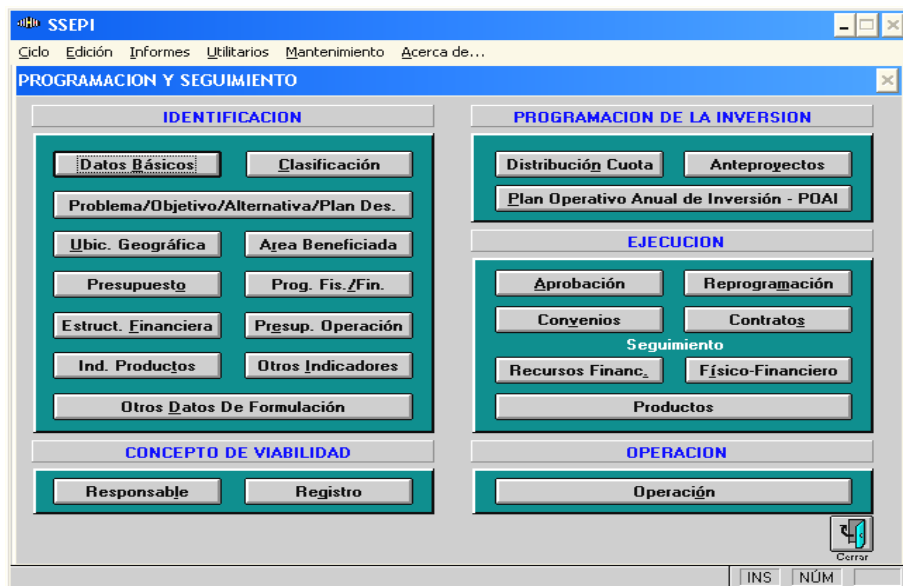 SSEPI
Ciclo Edición Informes Utilitarios Mantenimiento Acerca de...
PROGRAMACION Y SEGUIMIENTO
IDENTIFICACION
Datos Básicos Clasificación
Problema/Objetivo/Alternativa/Plan Des.
Ubic. Geográfica Area Beneficiada
Presupuesto Prog. Fis./Fin.
Estruct. Financiera Presup. Operación
Ind. Productos Otros Indicadores
Otros Datos De Formulación
CONCEPTO DE VIABILIDAD
Responsable Registro
PROGRAMACION DE LA INVERSION
Distribución Cuota Anteproyectos
Plan Operativo Anual de Inversión - POAI
EJECUCION
Aprobación Reprogramación
Convenios Contratos
Seguimiento
Recursos Financ. Físico-Financiero
Productos
OPERACION
Operación
Cerrar
INS NÚM